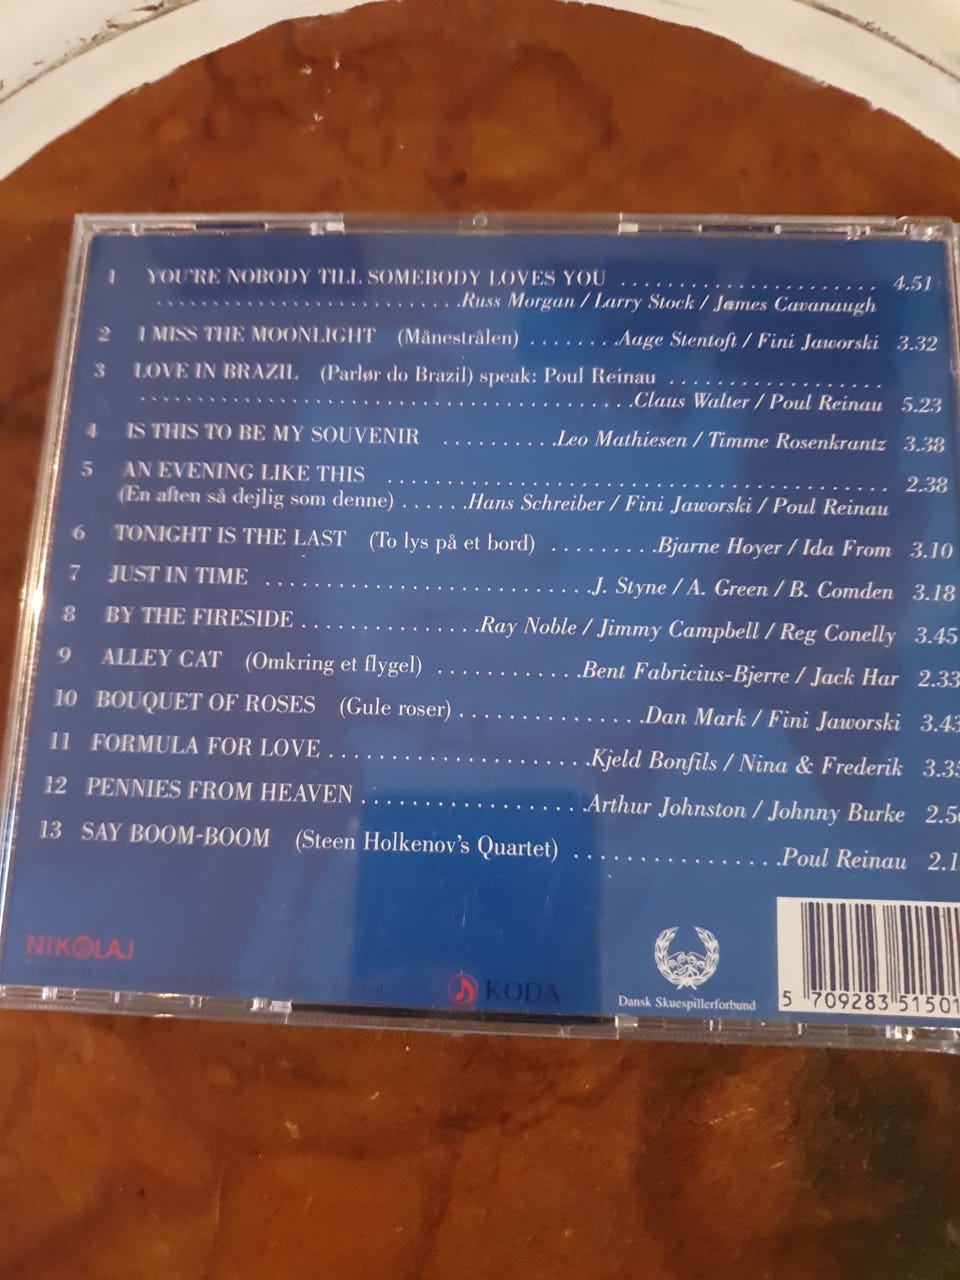 1 YOU'RE NOBODY TILL SOMEBODY LOVES YOU ...................... 4.51
...........................Russ Morgan / Larry Stock / James Cavanaugh
2 I MISS THE MOONLIGHT (Månestrålen) ........Aage Stentoft / Fini Jaworski 3.32
3 LOVE IN BRAZIL (Parlør do Brazil) speak: Poul Reinau ..................
..........................................Claus Walter / Poul Reinau 5.23
4 IS THIS TO BE MY SOUVENIR ..........Leo Mathiesen / Timme Rosenkrantz 3.38
5 AN EVENING LIKE THIS ........................................... 2.38
(En aften så dejlig som denne) ......Hans Schreiber / Fini Jaworski / Poul Reinau
6 TONIGHT IS THE LAST (To lys på et bord) .........Bjarne Hoyer / Ida From 3.10
7 JUST IN TIME ..............................J. Styne / A. Green / B. Comden 3.18
8 BY THE FIRESIDE ................Ray Noble / Jimmy Campbell / Reg Conelly 3.45
9 ALLEY CAT (Omkring et flygel) ............Bent Fabricius-Bjerre / Jack Har 2.33
10 BOUQUET OF ROSES (Gule roser) ...............Dan Mark / Fini Jaworski 3.43
11 FORMULA FOR LOVE .......................Kjeld Bonfils / Nina & Frederik 3.35
12 PENNIES FROM HEAVEN ....................Arthur Johnston / Johnny Burke 2.5
13 SAY BOOM-BOOM (Steen Holkenov's Quartet) .................Poul Reinau 2.1
NIKOLAJ
KODA
Dansk Skuespillerforbund
5 709283 51501